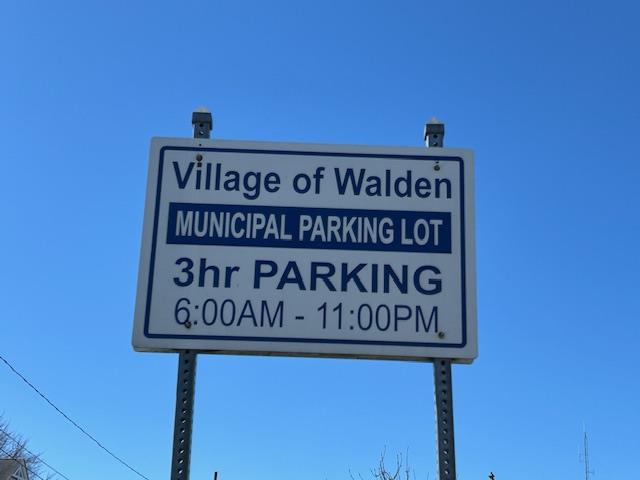 Village of Walden
MUNICIPAL PARKING LOT
3hr PARKING
6:00AM - 11:00PM